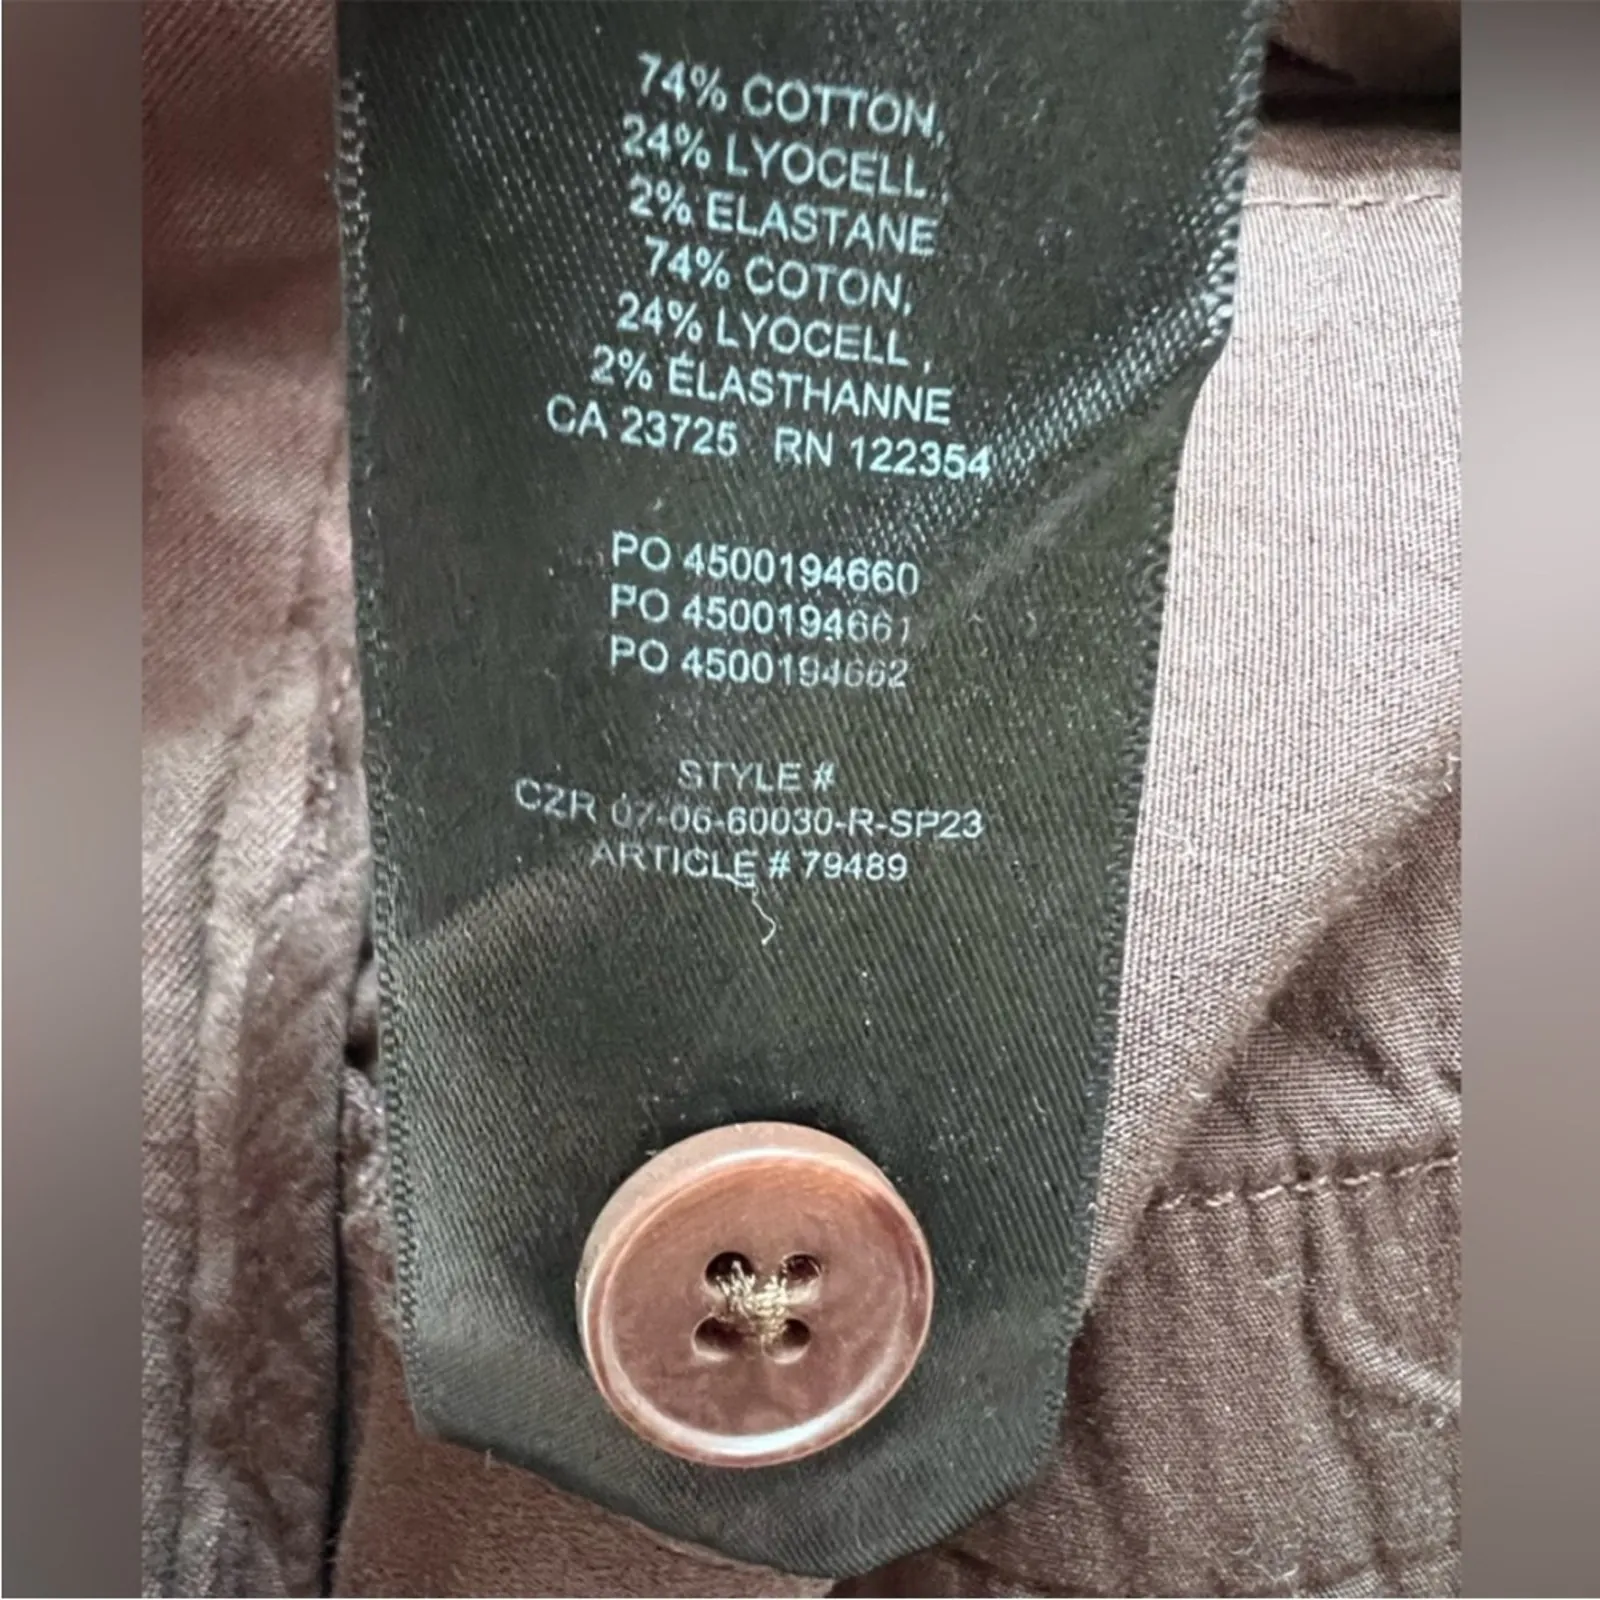 74% COTTON,
24% LYOCELL ,
2% ELASTANE
74% COTON,
24% LYOCELL ,
2% ÉLASTHANNE
CA 23725 RN 122354
PO 4500194660
PO 4500194661
PO 4500194662
STYLE #
CZR 07-06-60030-R-SP23
ARTICLE # 79489